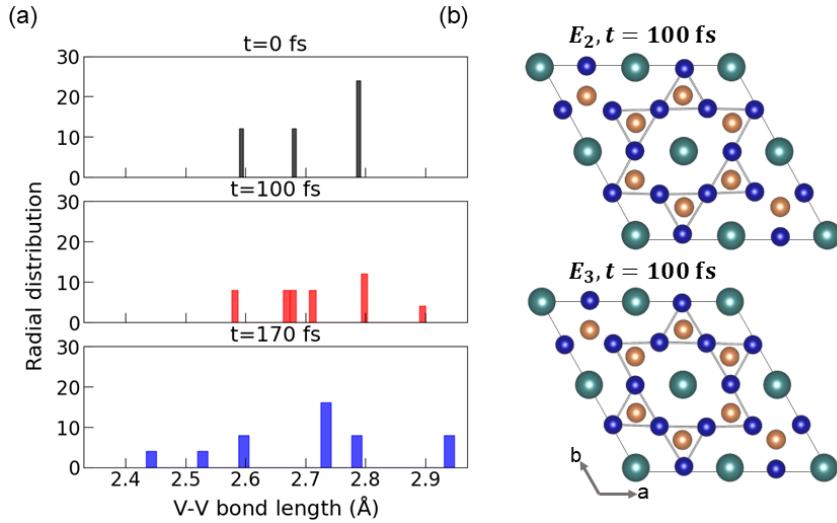 (a)
t=0 fs
30
20
10
0
t=100 fs
30
20
10
0
t=170 fs
30
20
10
0
2.4 2.5 2.6 2.7 2.8 2.9
V-V bond length (Å)
Radial distribution
(b)
E₂, t = 100 fs
E₃, t = 100 fs
b
a